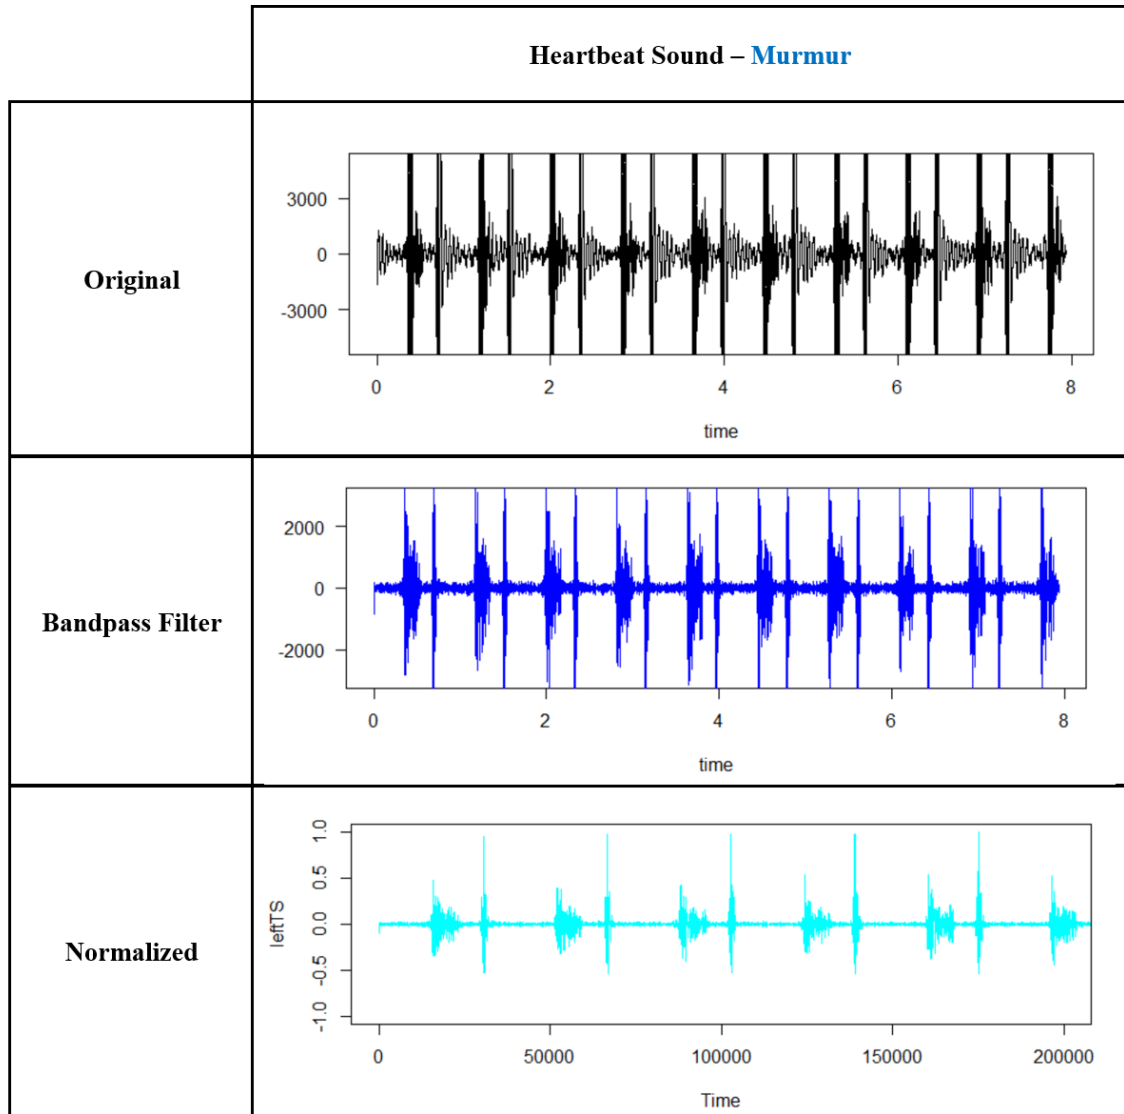 Heartbeat Sound – Murmur
Original
3000
0
-3000
0 2 4 6 8
time
Bandpass Filter
2000
0
-2000
0 2 4 6 8
time
Normalized
leftTS
1.0
0.5
0.0
-0.5
-1.0
0 50000 100000 150000 200000
Time